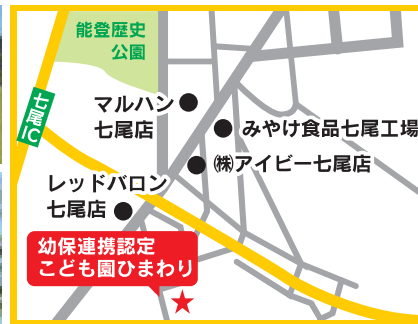 能登歴史
公園
七尾IC
マルハン
七尾店
みやけ食品七尾工場
㈱アイビー七尾店
レッドバロン
七尾店
幼保連携認定
こども園ひまわり